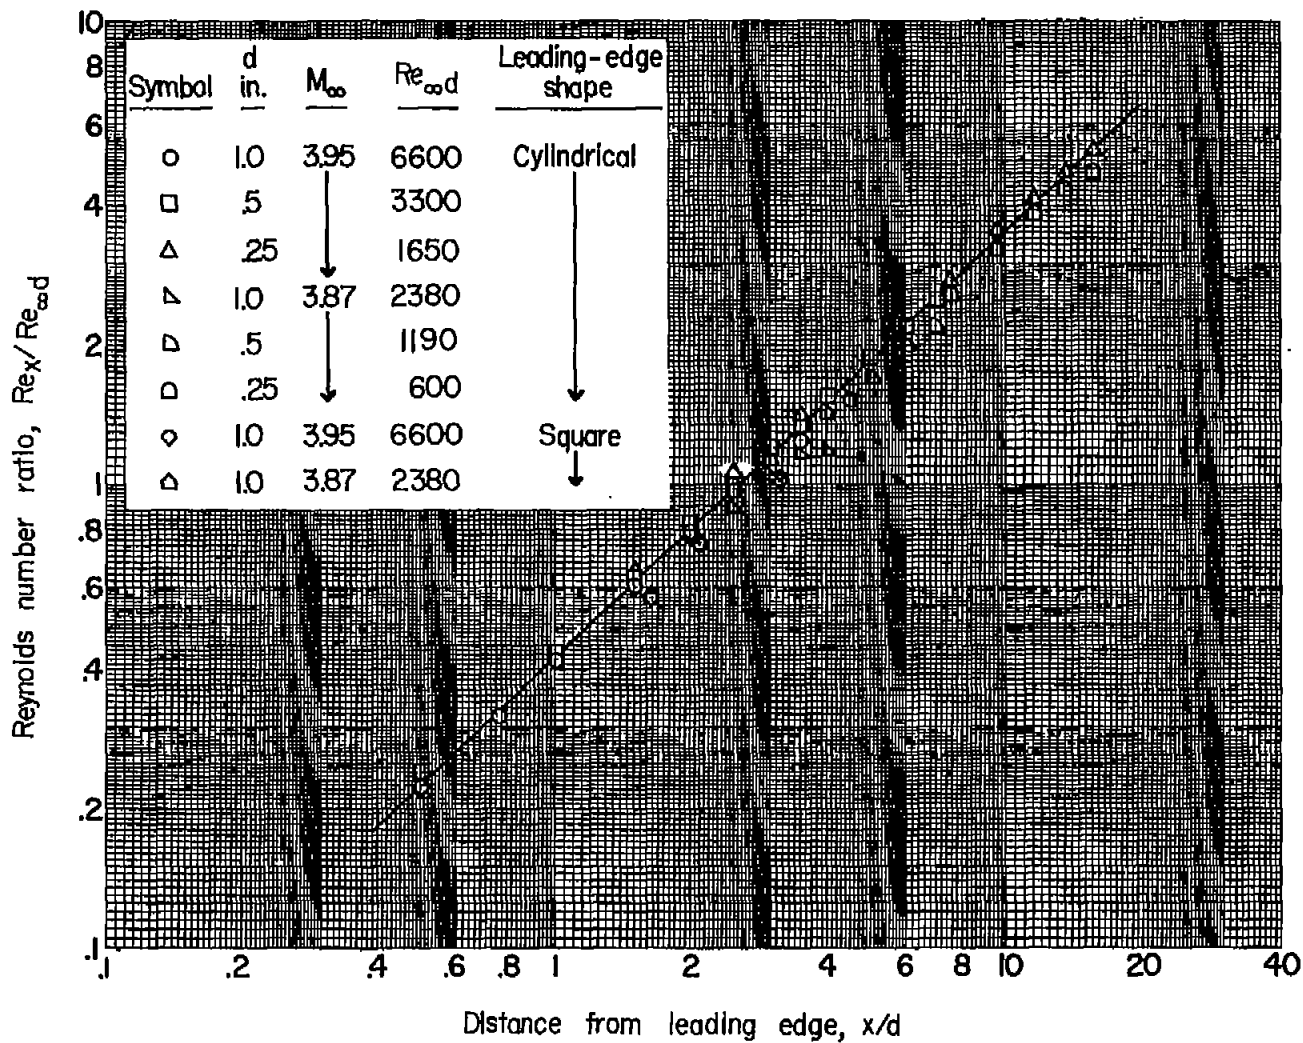 10
8
6
4
2
1
.8
.6
.4
.2
.1
Reynolds number ratio, Rex/Re∞d
Symbol d in. M∞ Re∞d Leading-edge shape
○ 1.0 3.95 6600 Cylindrical
□ .5 3300
△ .25 1650
◺ 1.0 3.87 2380
.5 1190
.25 600
◇ 1.0 3.95 6600 Square
1.0 3.87 2380
.1 .2 .4 .6 .8 1 2 4 6 8 10 20 40
Distance from leading edge, x/d